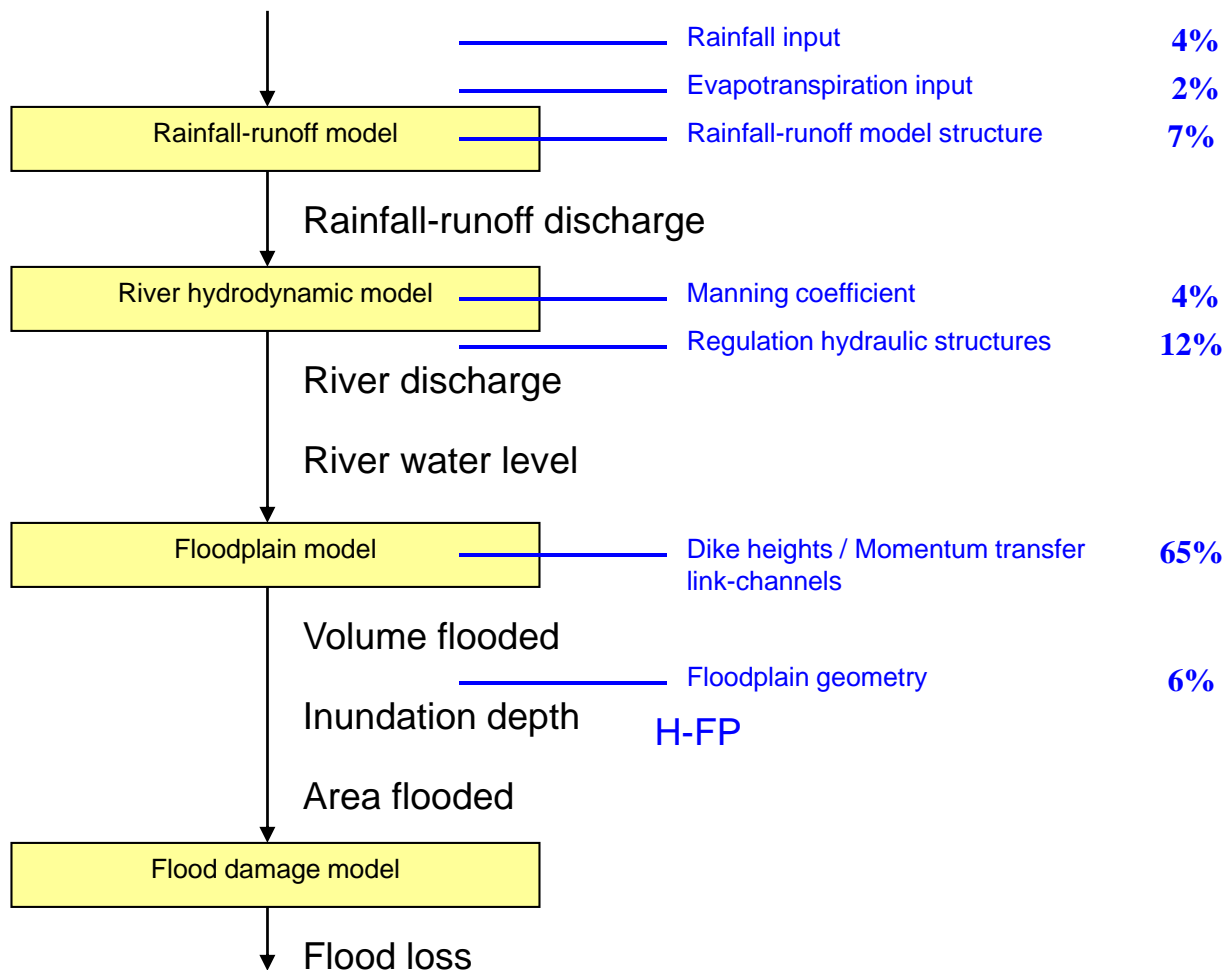 Rainfall input 4%
Evapotranspiration input 2%
Rainfall-runoff model Rainfall-runoff model structure 7%
Rainfall-runoff discharge
River hydrodynamic model Manning coefficient 4%
Regulation hydraulic structures 12%
River discharge
River water level
Floodplain model Dike heights / Momentum transfer 65%
link-channels
Volume flooded
Floodplain geometry 6%
Inundation depth H-FP
Area flooded
Flood damage model
Flood loss